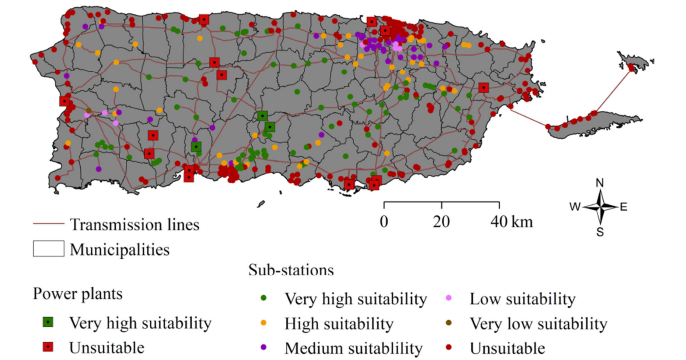 N
W E
S
0 20 40 km
Transmission lines
Municipalities
Sub-stations
Power plants
Very high suitability
Unsuitable
Very high suitability
High suitability
Medium suitablility
Low suitability
Very low suitability
Unsuitable